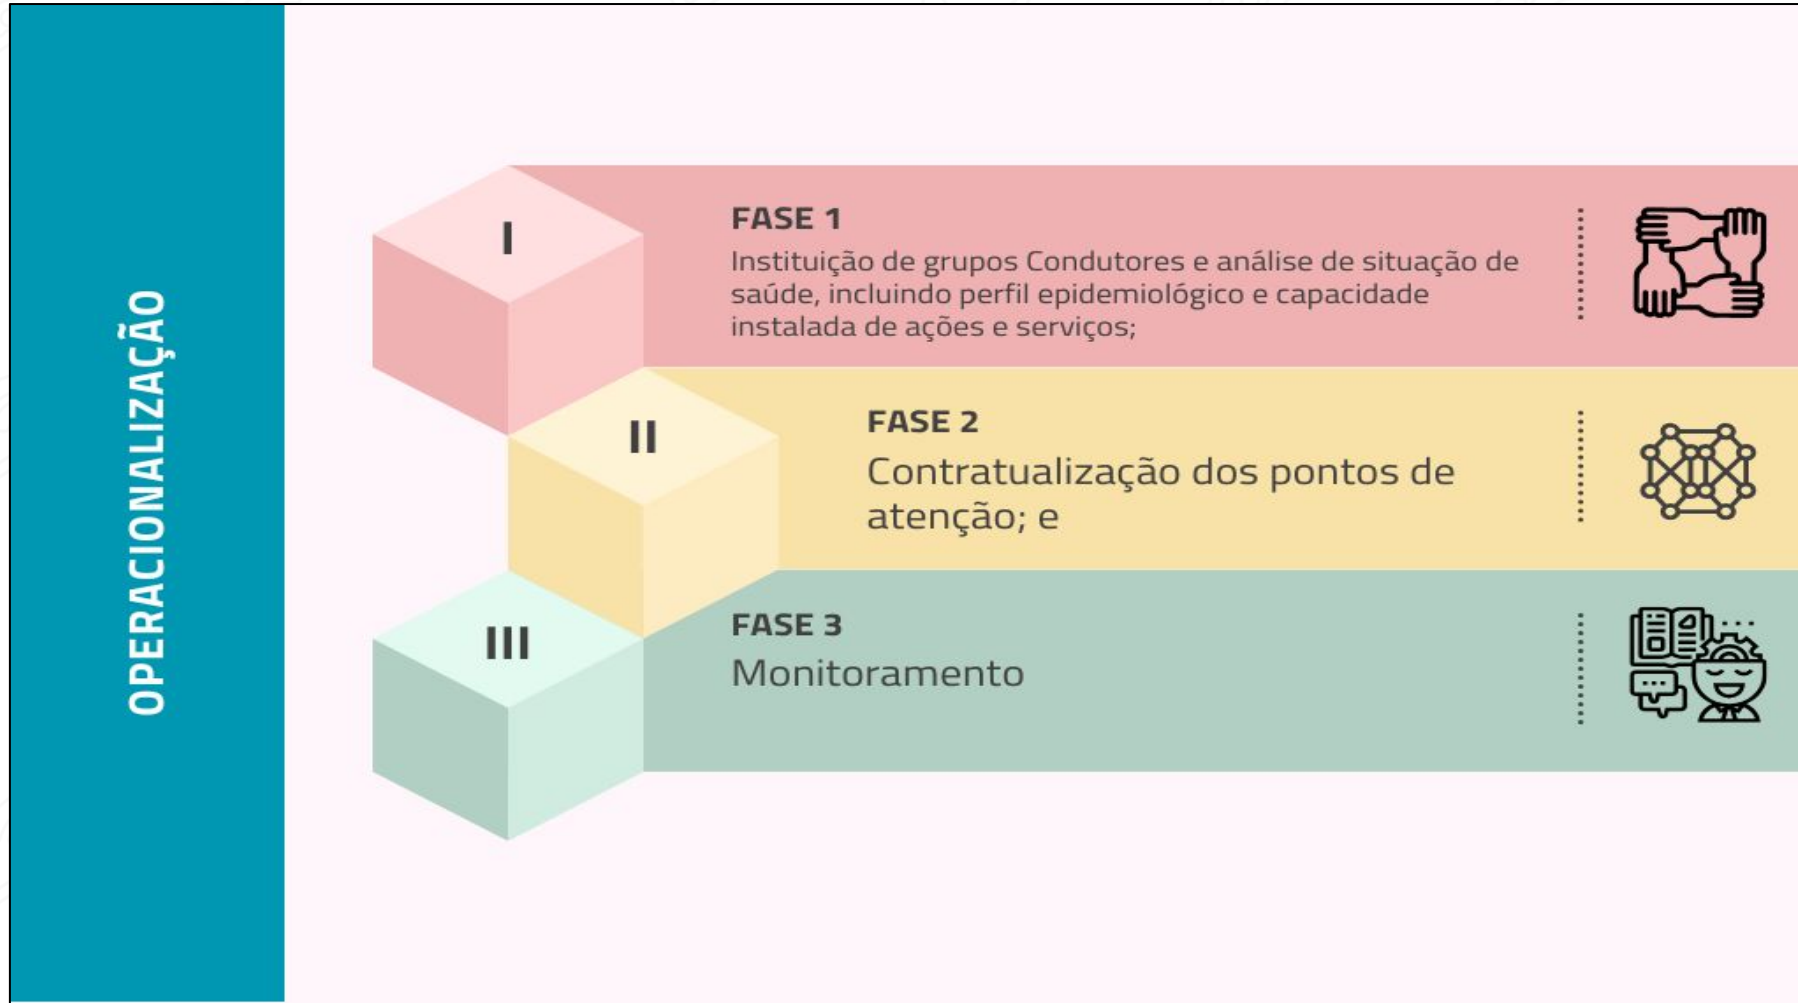 OPERACIONALIZAÇÃO
I
FASE 1
Instituição de grupos Condutores e análise de situação de
saúde, incluindo perfil epidemiológico e capacidade
instalada de ações e serviços;
II
FASE 2
Contratualização dos pontos de
atenção; e
III
FASE 3
Monitoramento